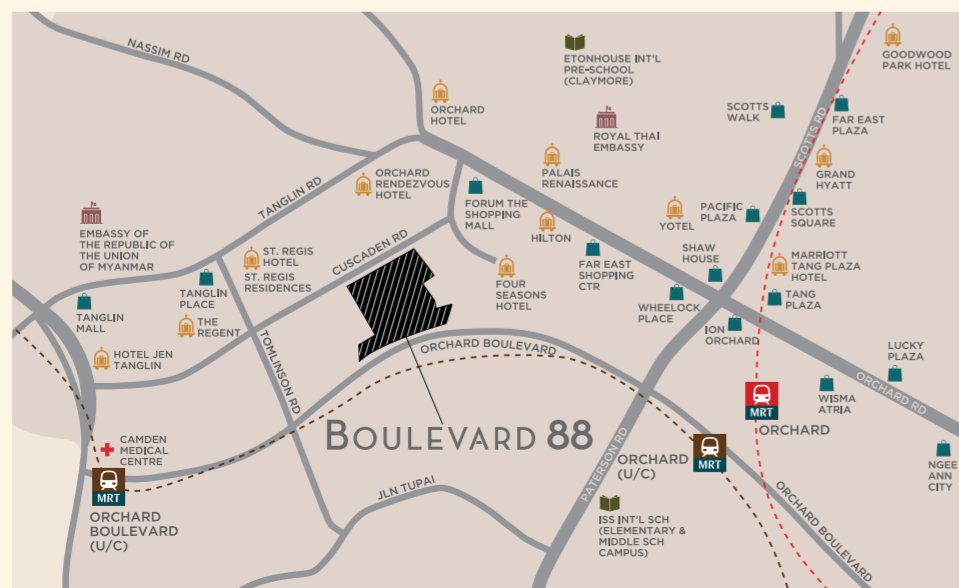 NASSIM RD
ETONHOUSE INT'L
PRE-SCHOOL
(CLAYMORE)
GOODWOOD
PARK HOTEL
ORCHARD
HOTEL
ROYAL THAI
EMBASSY
SCOTTS
WALK
FAR EAST
PLAZA
SCOTTS RD
TANGLIN RD
ORCHARD
RENDEZVOUS
HOTEL
PALAIS
RENAISSANCE
GRAND
HYATT
FORUM THE
SHOPPING
MALL
YOTEL
PACIFIC
PLAZA
SCOTTS
SQUARE
EMBASSY OF
THE REPUBLIC OF
THE UNION
OF MYANMAR
CUSCADEN RD
HILTON
ST. REGIS
HOTEL
ST. REGIS
RESIDENCES
FAR EAST
SHOPPING
CTR
SHAW
HOUSE
MARRIOTT
TANG PLAZA
HOTEL
FOUR
SEASONS
HOTEL
TANGLIN
PLACE
TANGLIN
MALL
THE
REGENT
WHEELOCK
PLACE
TANG
PLAZA
ION
ORCHARD
ORCHARD BOULEVARD
HOTEL JEN
TANGLIN
TOMLINSON RD
LUCKY
PLAZA
ORCHARD RD
WISMA
ATRIA
MRT
ORCHARD
BOULEVARD 88
CAMDEN
MEDICAL
CENTRE
PATERSON RD
ORCHARD
(U/C)
MRT
NGEE
ANN
CITY
MRT
ORCHARD
BOULEVARD
(U/C)
JLN TUPAI
ORCHARD BOULEVARD
ISS INT'L SCH
(ELEMENTARY &
MIDDLE SCH
CAMPUS)